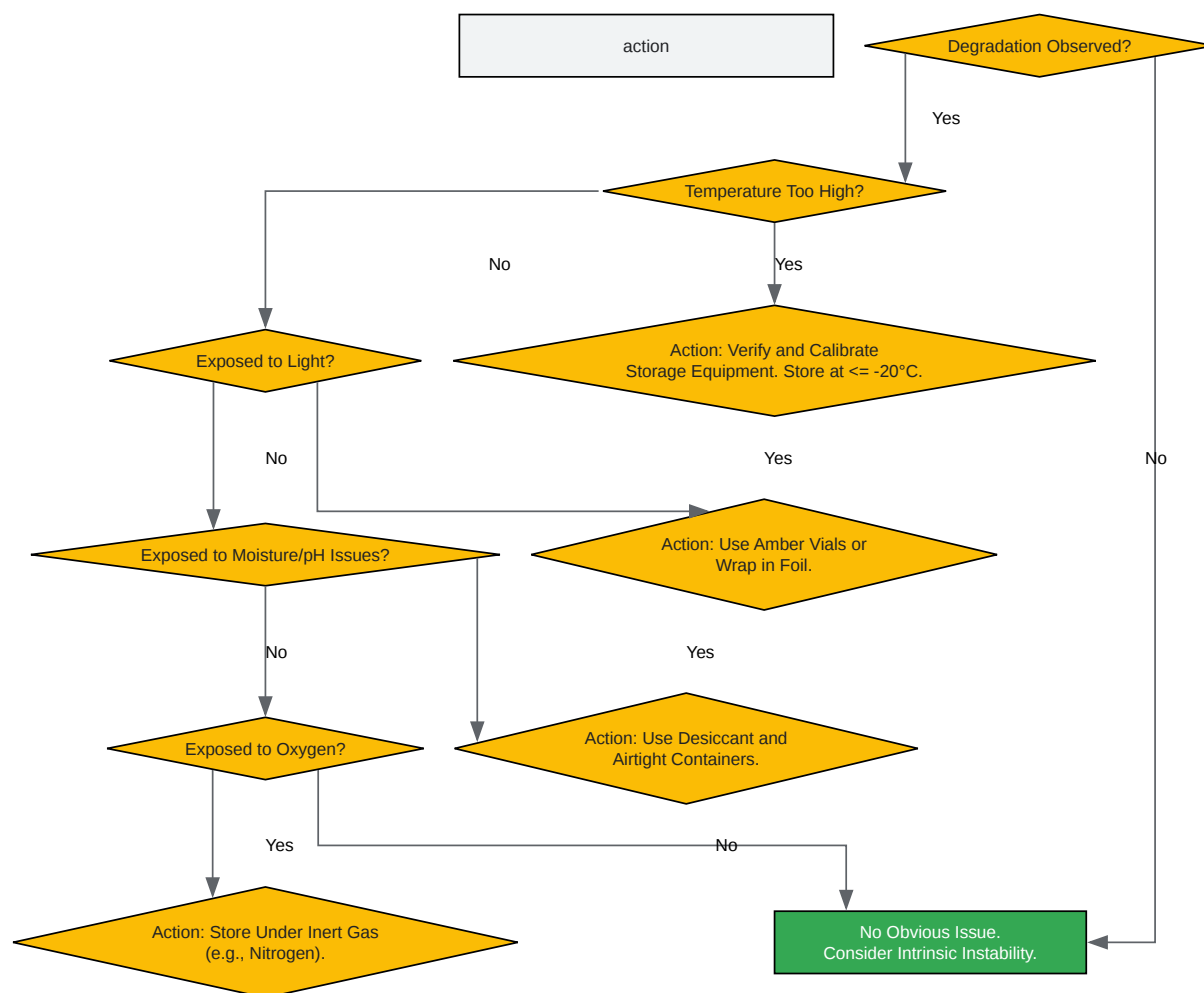 action
Degradation Observed?
Yes
Temperature Too High?
No
Yes
Exposed to Light?
Action: Verify and Calibrate
Storage Equipment. Store at <= -20°C.
No
Yes
No
Exposed to Moisture/pH Issues?
Action: Use Amber Vials or
Wrap in Foil.
No
Yes
Exposed to Oxygen?
Action: Use Desiccant and
Airtight Containers.
Yes
No
Action: Store Under Inert Gas
(e.g., Nitrogen).
No Obvious Issue.
Consider Intrinsic Instability.